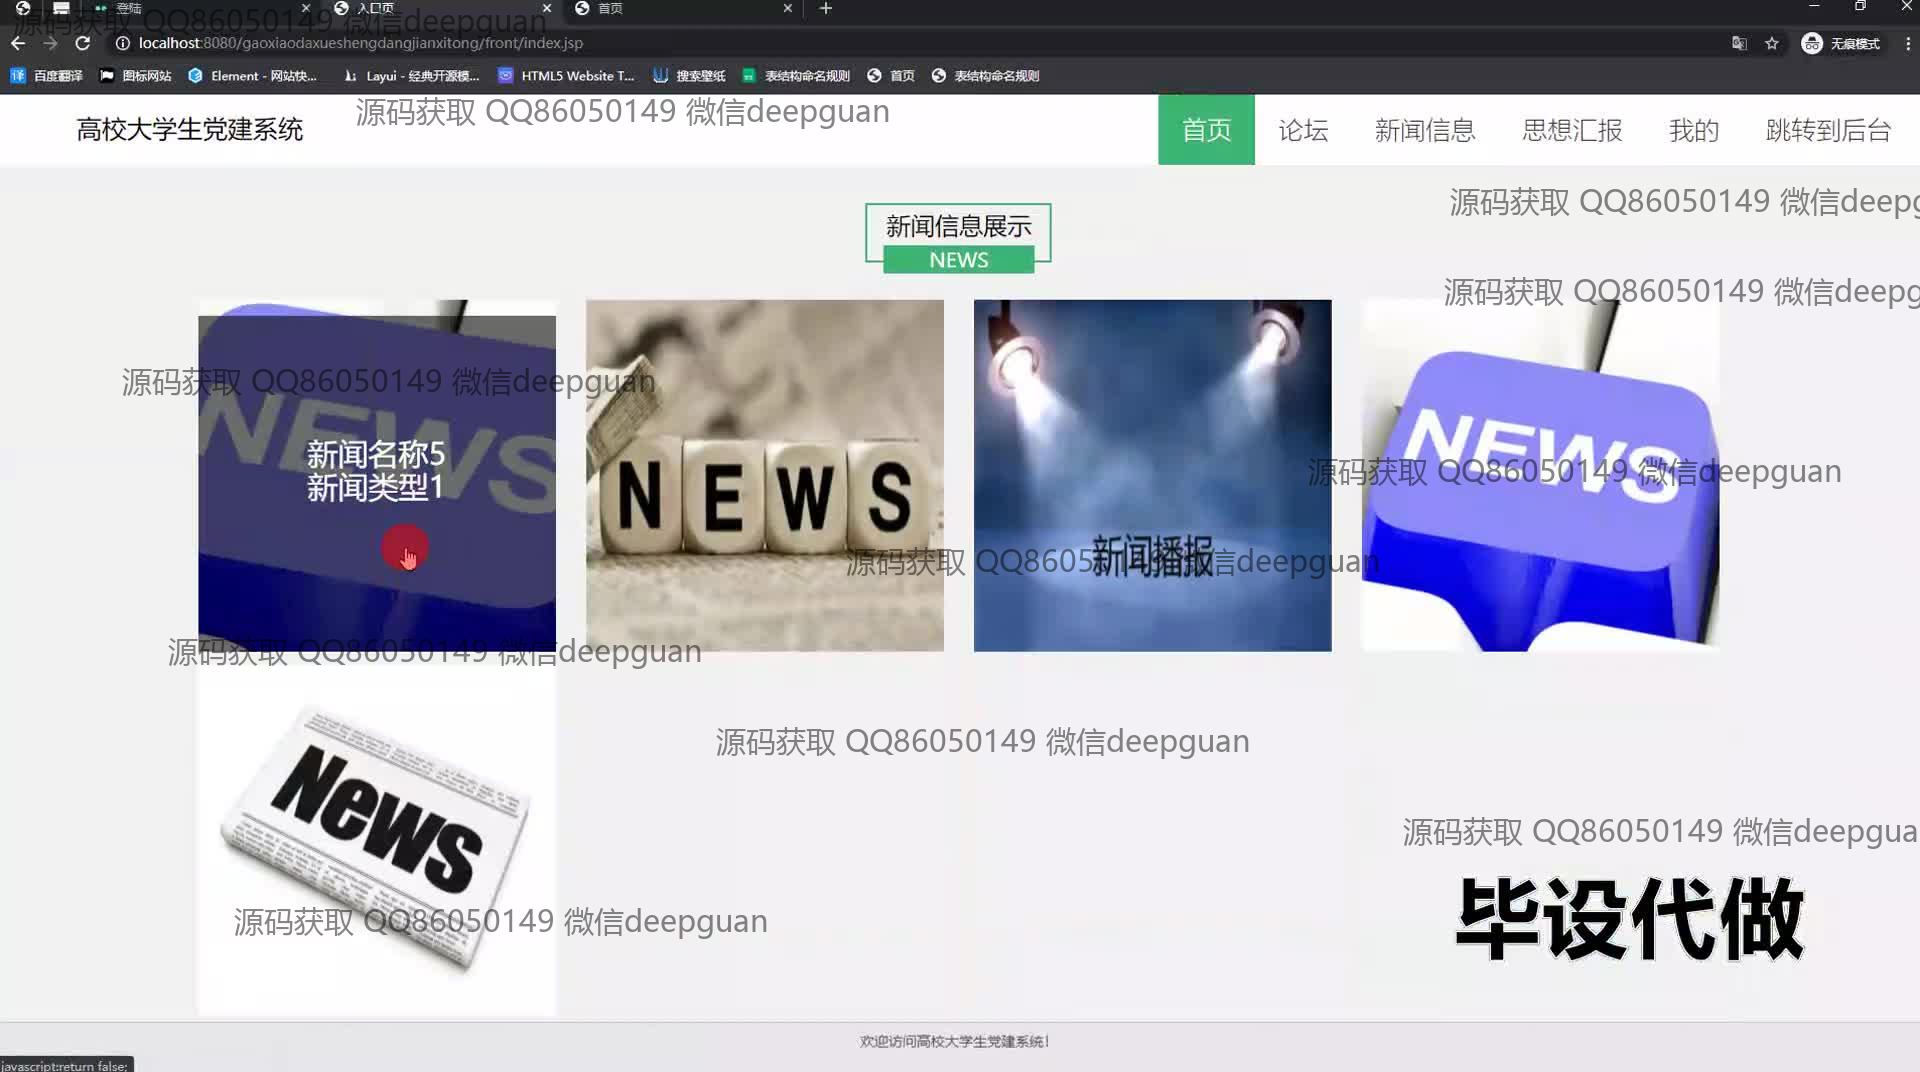 登陆
入口页
首页
源码获取 QQ86050149 微信deepguan
localhost:8080/gaoxiaodaxueshengdangjianxitong/front/index.jsp
无痕模式
百度翻译
图标网站
Element - 网站快...
Layui - 经典开源模...
HTML5 Website T...
搜索壁纸
表结构命名规则
首页
表结构命名规则
高校大学生党建系统
源码获取 QQ86050149 微信deepguan
首页
论坛
新闻信息
思想汇报
我的
跳转到后台
源码获取 QQ86050149 微信deepg
新闻信息展示
NEWS
源码获取 QQ86050149 微信deepg
源码获取 QQ86050149 微信deepguan
NEWS
新闻名称5
新闻类型1
NEWS
新闻播报
NEWS
源码获取 QQ86050149 微信deepguan
源码获取 QQ86050149 微信deepguan
源码获取 QQ86050149 微信deepguan
源码获取 QQ86050149 微信deepguan
News
源码获取 QQ86050149 微信deepgua
源码获取 QQ86050149 微信deepguan
毕设代做
欢迎访问高校大学生党建系统!
javascript:return false;